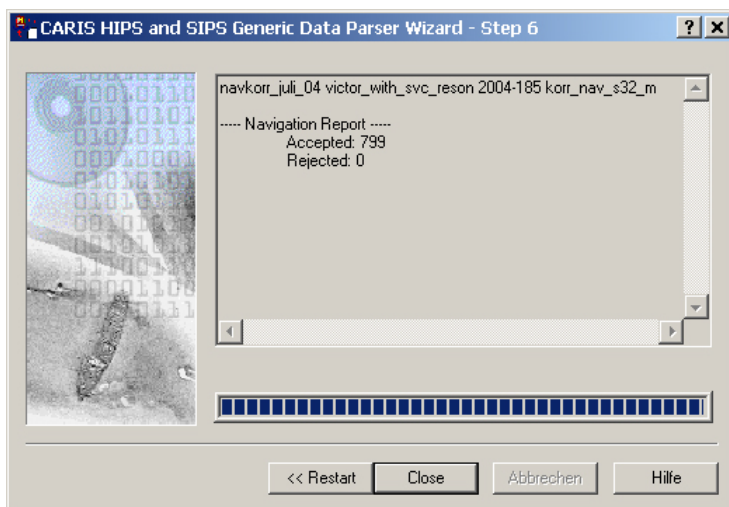 CARIS HIPS and SIPS Generic Data Parser Wizard - Step 6
navkorr_juli_04 victor_with_svc_reson 2004-185 korr_nav_s32_m
----- Navigation Report -----
Accepted: 799
Rejected: 0
<< Restart
Close
Abbrechen
Hilfe